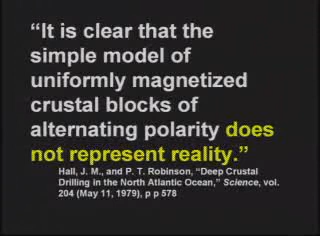 “It is clear that the
simple model of
uniformly magnetized
crustal blocks of
alternating polarity does
not represent reality.”
Hall, J. M., and P. T. Robinson, “Deep Crustal
Drilling in the North Atlantic Ocean,” Science, vol.
204 (May 11, 1979), p p 578